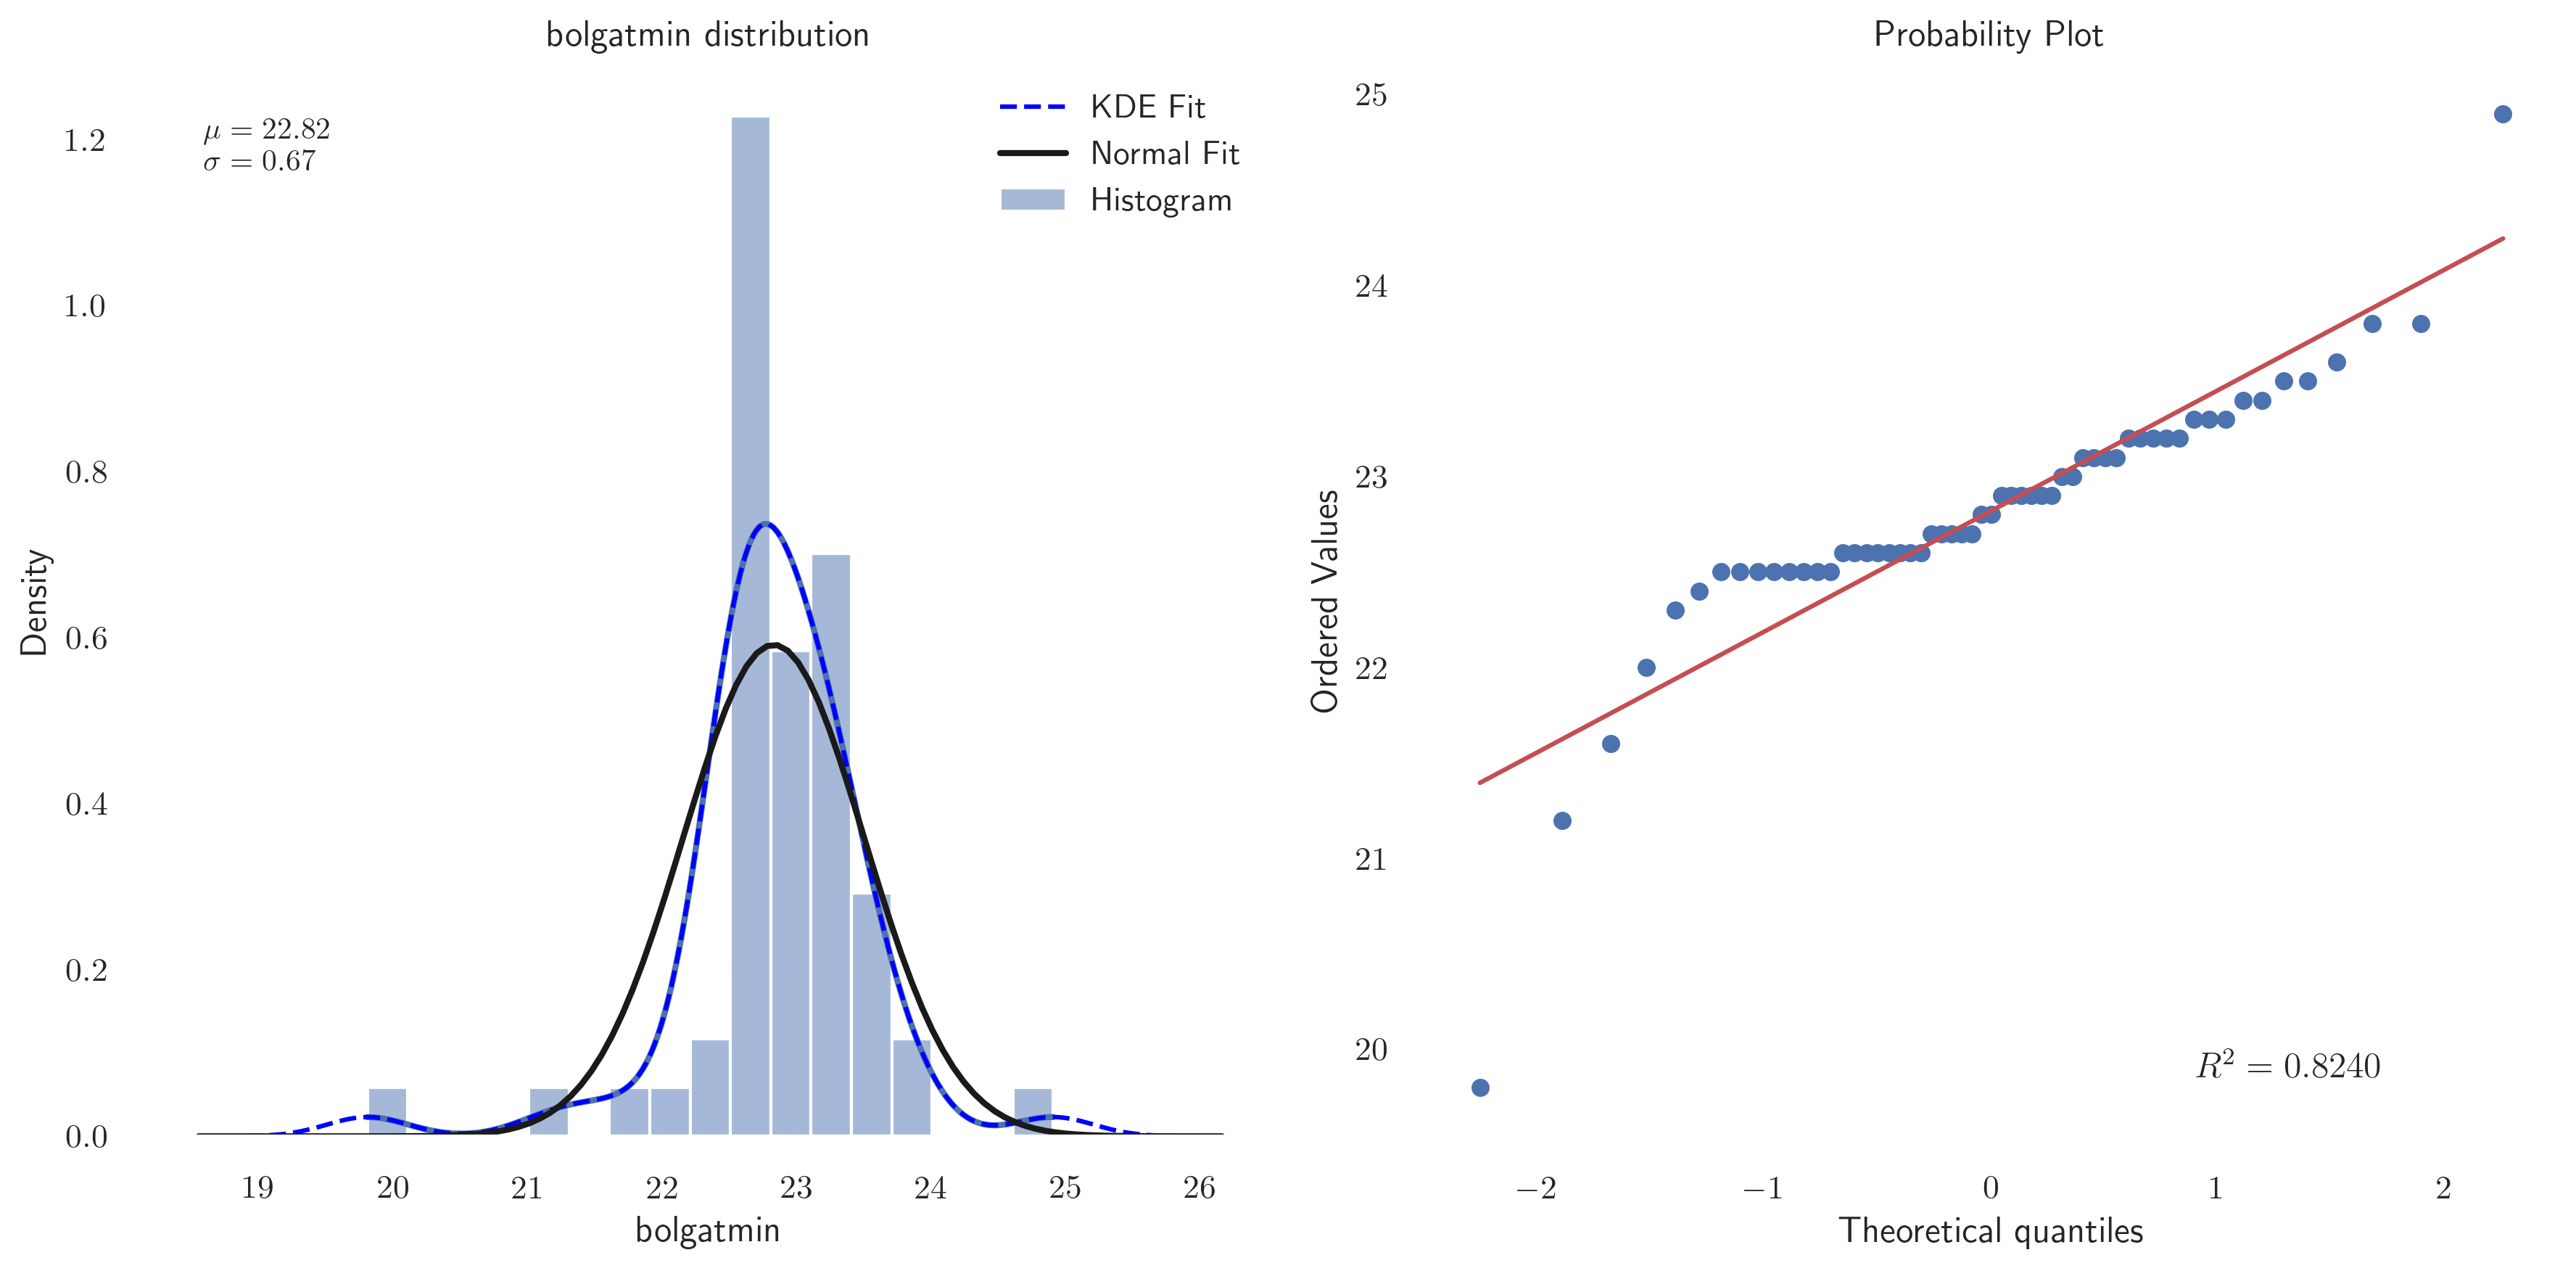 bolgatmin distribution
μ = 22.82
σ = 0.67
KDE Fit
Normal Fit
Histogram
1.2
1.0
0.8
0.6
0.4
0.2
0.0
Density
19 20 21 22 23 24 25 26
bolgatmin
Probability Plot
25
24
23
22
21
20
Ordered Values
R² = 0.8240
−2 −1 0 1 2
Theoretical quantiles